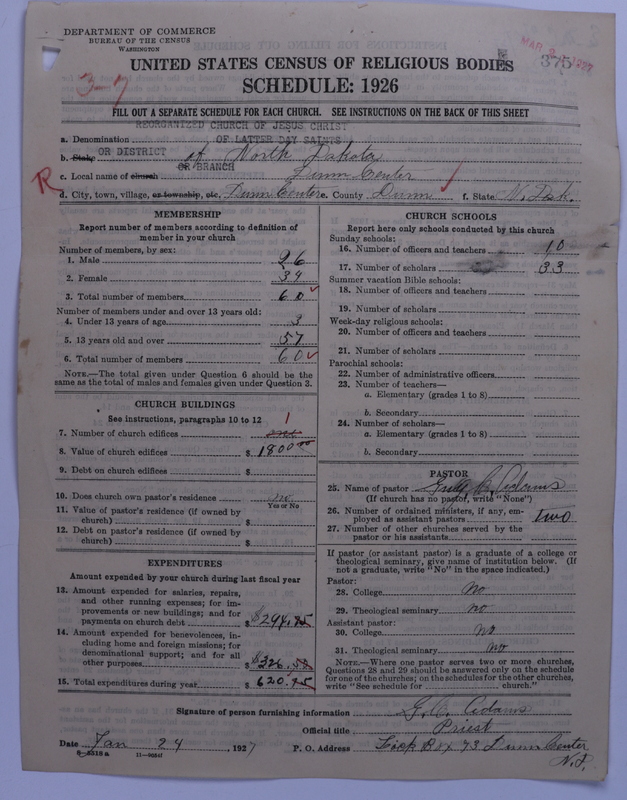 DEPARTMENT OF COMMERCE
BUREAU OF THE CENSUS
WASHINGTON
MAR 2 1927
375
UNITED STATES CENSUS OF RELIGIOUS BODIES
SCHEDULE: 1926
3-7
FILL OUT A SEPARATE SCHEDULE FOR EACH CHURCH. SEE INSTRUCTIONS ON THE BACK OF THIS SHEET
REORGANIZED CHURCH OF JESUS CHRIST
a. Denomination OF LATTER DAY SAINTS
b. Stake OR DISTRICT of North Dakota
OR BRANCH
c. Local name of church Dunn Center
R
d. City, town, village, or township, etc. Dunn Center e. County Dunn f. State N. Dak.
MEMBERSHIP
Report number of members according to definition of
member in your church
Number of members, by sex:
1. Male 26
2. Female 34
3. Total number of members 60
Number of members under and over 13 years old:
4. Under 13 years of age 3
5. 13 years old and over 57
6. Total number of members 60
NOTE.—The total given under Question 6 should be
same as the total of males and females given under Question 3.
CHURCH BUILDINGS
See instructions, paragraphs 10 to 12
1
7. Number of church edifices one
8. Value of church edifices $ 1800.00
9. Debt on church edifices $
10. Does church own pastor's residence no
Yes or No
11. Value of pastor's residence (if owned by
church) $
12. Debt on pastor's residence (if owned by
church) $
EXPENDITURES
Amount expended by your church during last fiscal year
13. Amount expended for salaries, repairs,
and other running expenses; for im-
provements or new buildings; and for
payments on church debt $ $294.
14. Amount expended for benevolences, in-
cluding home and foreign missions; for
denominational support; and for all
other purposes $ $326.
15. Total expenditures during year $ 620.
CHURCH SCHOOLS
Report here only schools conducted by this church
Sunday schools:
16. Number of officers and teachers 10
17. Number of scholars 33
Summer vacation Bible schools:
18. Number of officers and teachers
19. Number of scholars
Week-day religious schools:
20. Number of officers and teachers
21. Number of scholars
Parochial schools:
22. Number of administrative officers
23. Number of teachers—
a. Elementary (grades 1 to 8)
b. Secondary
24. Number of scholars—
a. Elementary (grades 1 to 8)
b. Secondary
PASTOR
25. Name of pastor Guy C. Adams
(If church has no pastor, write "None")
26. Number of ordained ministers, if any, em-
ployed as assistant pastors two
27. Number of other churches served by the
pastor or his assistants
If pastor (or assistant pastor) is a graduate of a college or
theological seminary, give name of institution below. (If
not a graduate, write "No" in the space indicated.)
Pastor:
28. College No
29. Theological seminary no
Assistant pastor:
30. College no
31. Theological seminary no
NOTE.—Where one pastor serves two or more churches,
Questions 28 and 29 should be answered only on the schedule
for one of the churches; on the schedules for the other churches,
write "See schedule for church."
Signature of person furnishing information G. C. Adams
Official title Priest
Date Jan 24, 1927 P. O. Address Lock Box 73 Dunn Center
N.D.
8—5318 a 11—9024